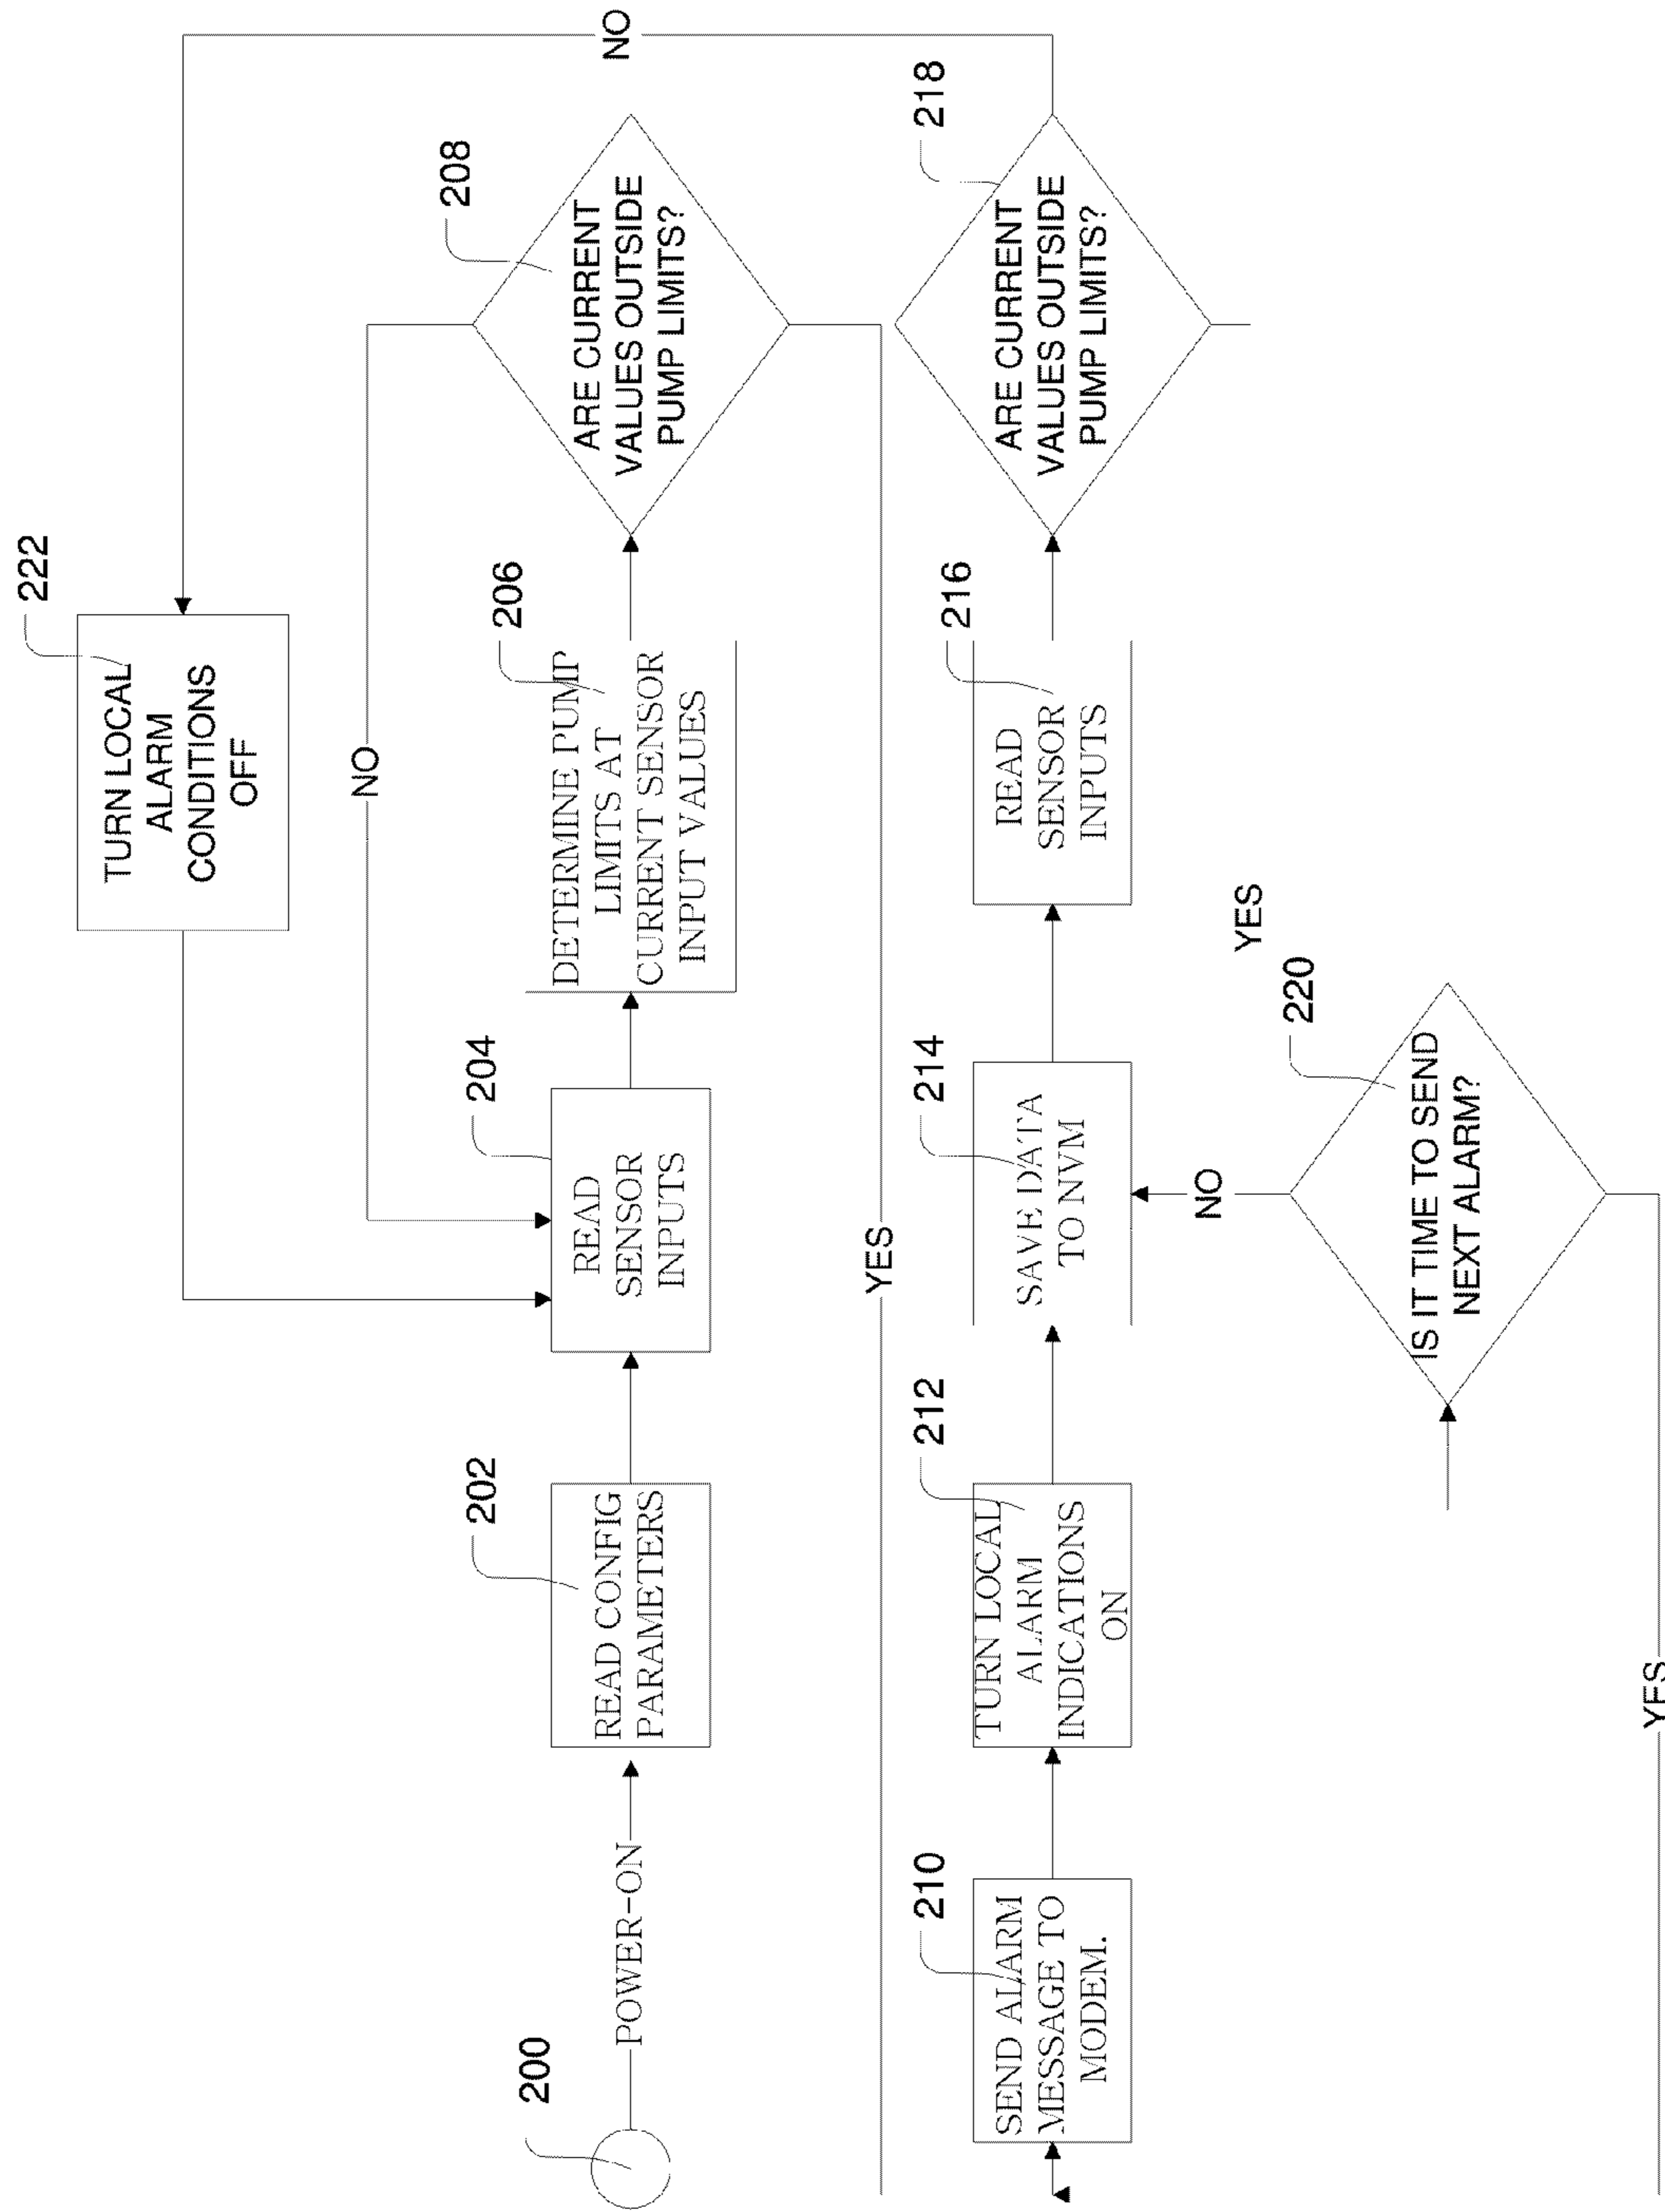 222
TURN LOCAL
ALARM
CONDITIONS
OFF
NO
NO
200
POWER-ON
202
READ CONFIG
PARAMETERS
204
READ
SENSOR
INPUTS
206
DETERMINE PUMP
LIMITS AT
CURRENT SENSOR
INPUT VALUES
208
ARE CURRENT
VALUES OUTSIDE
PUMP LIMITS?
YES
210
SEND ALARM
MESSAGE TO
MODEM.
212
TURN LOCAL
ALARM
INDICATIONS
ON
214
SAVE DATA
TO NVM
216
READ
SENSOR
INPUTS
218
ARE CURRENT
VALUES OUTSIDE
PUMP LIMITS?
NO
YES
220
IS IT TIME TO SEND
NEXT ALARM?
YES